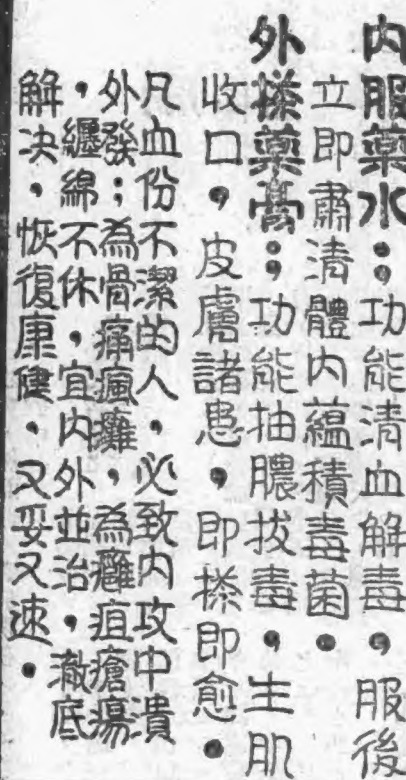 內服藥水：功能清血解毒，服後
立即肅清體內蘊積毒菌．
外搽藥膏：功能抽膿拔毒，生肌
收口，皮膚諸患，即搽即愈．
凡血份不潔的人，必致內攻中潰
外發；為骨痛瘋癱，為癰疽瘡瘍
，纏綿不休，宜內外並治，澈底
解決，恢復康健，又妥又速．